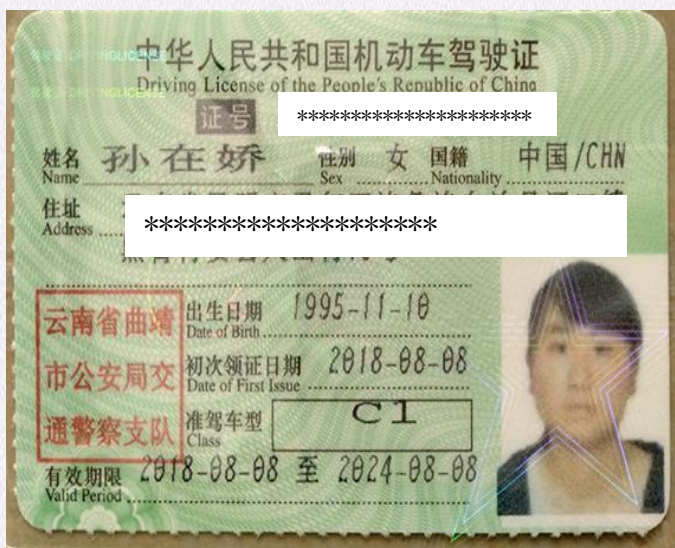 中华人民共和国机动车驾驶证
Driving License of the People's Republic of China
证号 **********************
姓名 孙在娇 性别 女 国籍 中国/CHN
Name Sex Nationality
住址
Address ********************
云南省曲靖
市公安局交
通警察支队
出生日期 1995-11-10
Date of Birth
初次领证日期 2018-08-08
Date of First Issue
准驾车型 C1
Class
有效期限 2018-08-08 至 2024-08-08
Valid Period